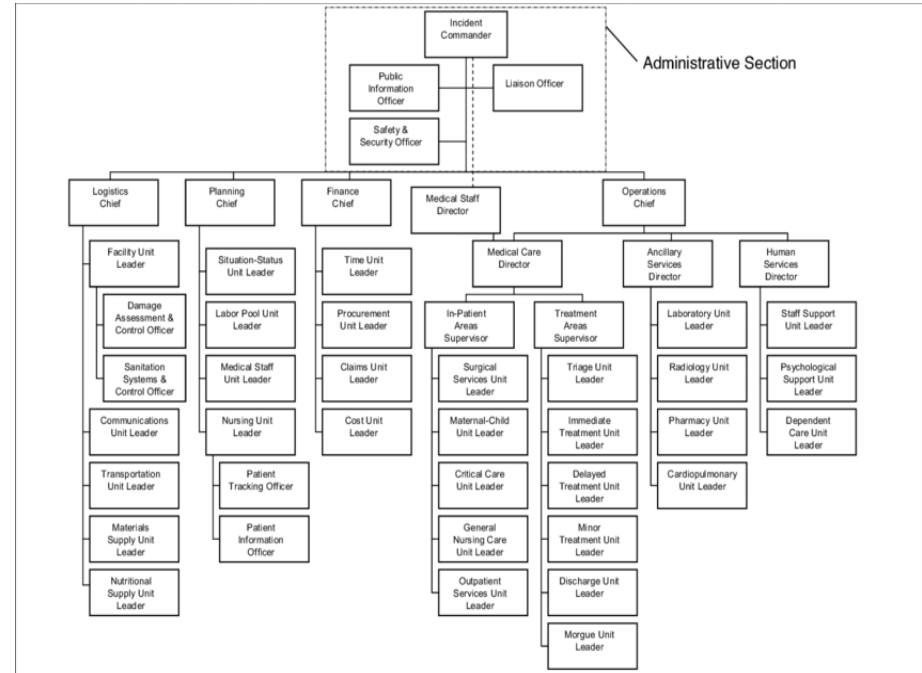 Incident
Commander
Administrative Section
Public
Information
Officer
Liaison Officer
Safety &
Security Officer
Logistics
Chief
Planning
Chief
Finance
Chief
Medical Staff
Director
Operations
Chief
Facility Unit
Leader
Damage
Assessment &
Control Officer
Sanitation
Systems &
Control Officer
Communications
Unit Leader
Transportation
Unit Leader
Materials
Supply Unit
Leader
Nutritional
Supply Unit
Leader
Situation-Status
Unit Leader
Labor Pool Unit
Leader
Medical Staff
Unit Leader
Nursing Unit
Leader
Patient
Tracking Officer
Patient
Information
Officer
Time Unit
Leader
Procurement
Unit Leader
Claims Unit
Leader
Cost Unit
Leader
Medical Care
Director
In-Patient
Areas
Supervisor
Surgical
Services Unit
Leader
Maternal-Child
Unit Leader
Critical Care
Unit Leader
General
Nursing Care
Unit Leader
Outpatient
Services Unit
Leader
Treatment
Areas
Supervisor
Triage Unit
Leader
Immediate
Treatment Unit
Leader
Delayed
Treatment Unit
Leader
Minor
Treatment Unit
Leader
Discharge Unit
Leader
Morgue Unit
Leader
Ancillary
Services
Director
Laboratory Unit
Leader
Radiology Unit
Leader
Pharmacy Unit
Leader
Cardiopulmonary
Unit Leader
Human
Services
Director
Staff Support
Unit Leader
Psychological
Support Unit
Leader
Dependent
Care Unit
Leader